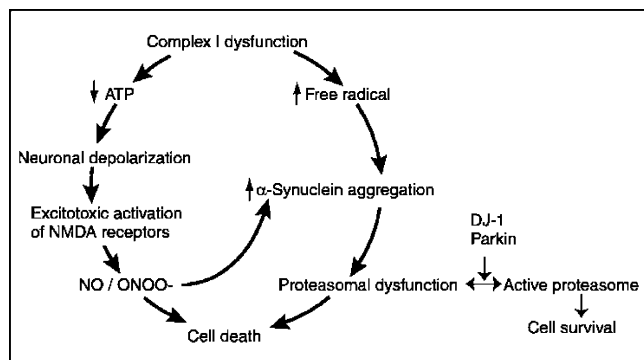 Complex I dysfunction
↓ ATP
↑ Free radical
Neuronal depolarization
↑ α-Synuclein aggregation
Excitotoxic activation
of NMDA receptors
DJ-1
Parkin
NO / ONOO-
Proteasomal dysfunction
Active proteasome
Cell death
Cell survival